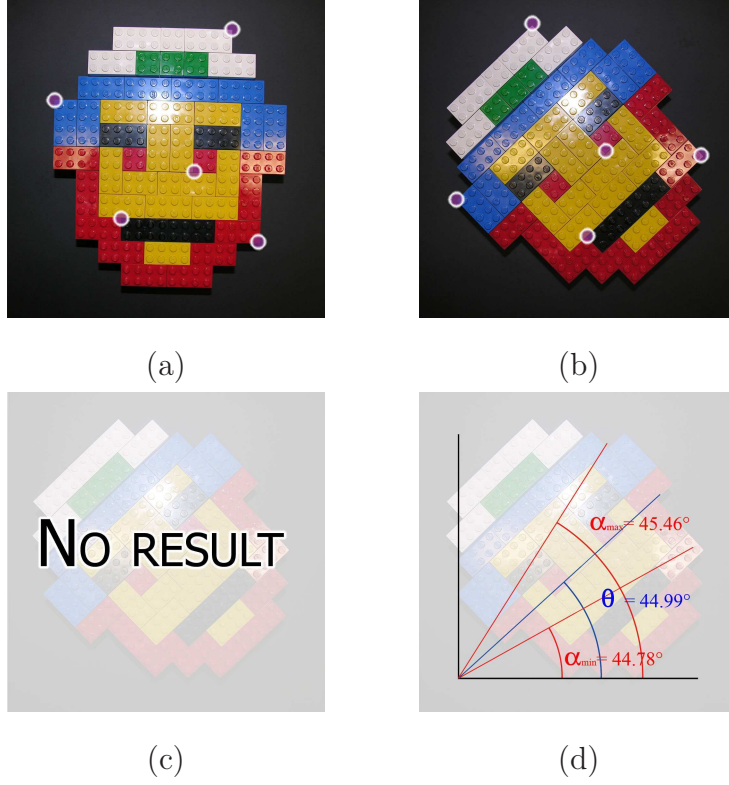 (a)
(b)
NO RESULT
αmax= 45.46°
θ = 44.99°
αmin= 44.78°
(c)
(d)